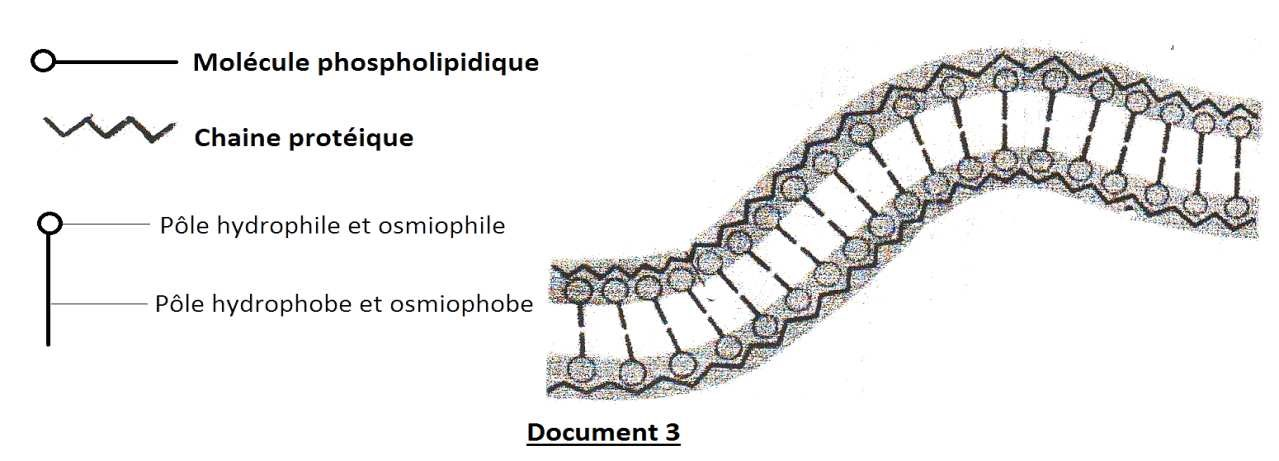 Molécule phospholipidique
Chaine protéique
Pôle hydrophile et osmiophile
Pôle hydrophobe et osmiophobe
Document 3